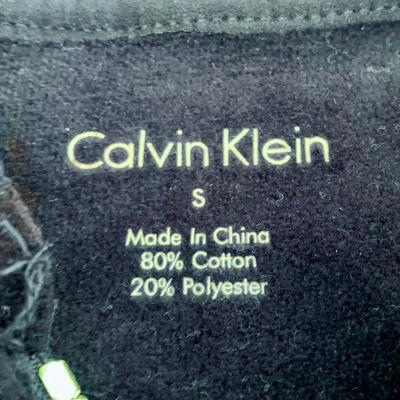 Calvin Klein
S
Made In China
80% Cotton
20% Polyester